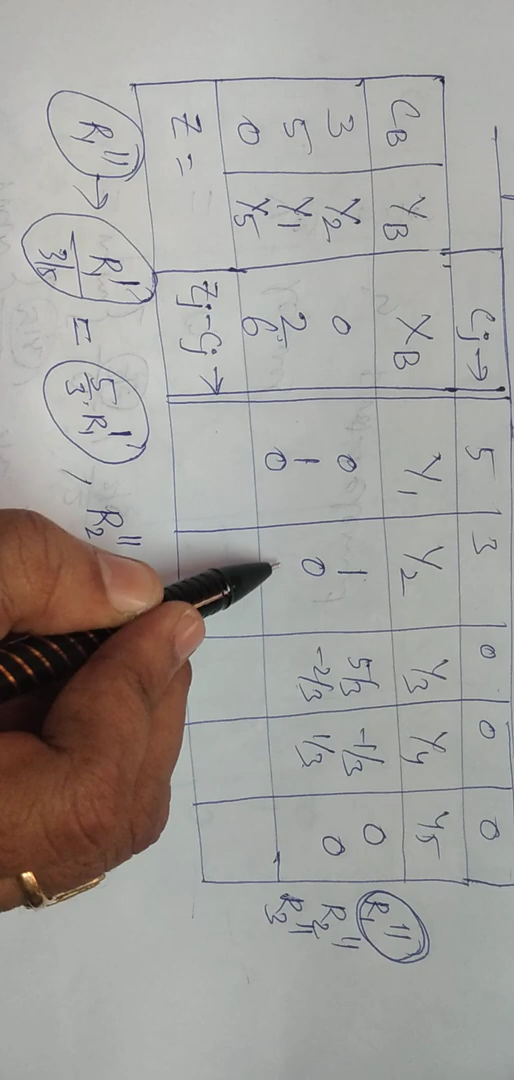 Cj → 5 3 0 0 0
CB YB XB Y1 Y2 Y3 Y4 Y5
3 Y2 0 0 1 5/3 -1/3 0 R1''
5 Y1 2 1 0 -2/3 1/3 0 R2''
0 Y5 6 0 R3''
Z = = Zj-Cj →
R1'' → R1'/3/5 = 5/3·R1', R2''